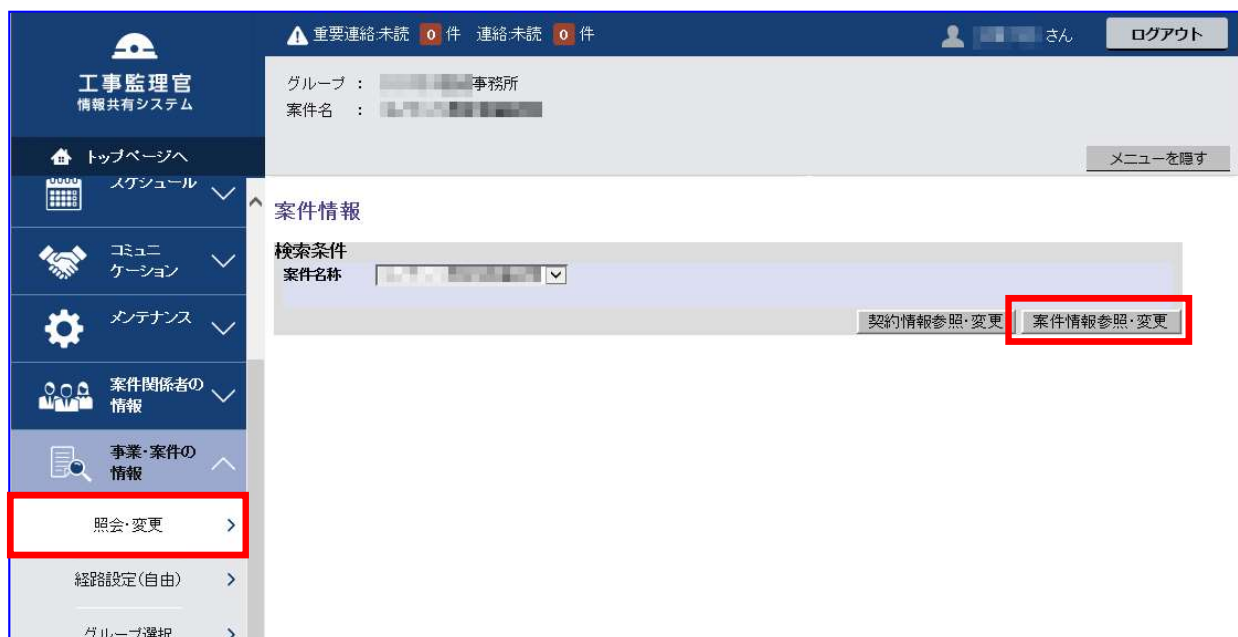 重要連絡:未読 0 件 連絡:未読 0 件
さん
ログアウト
工事監理官
情報共有システム
グループ :
事務所
案件名 :
トップページへ
メニューを隠す
スケジュール
コミュニ
ケーション
メンテナンス
案件関係者の
情報
事業・案件の
情報
照会・変更
経路設定(自由)
グループ選択
案件情報
検索条件
案件名称
契約情報参照・変更
案件情報参照・変更